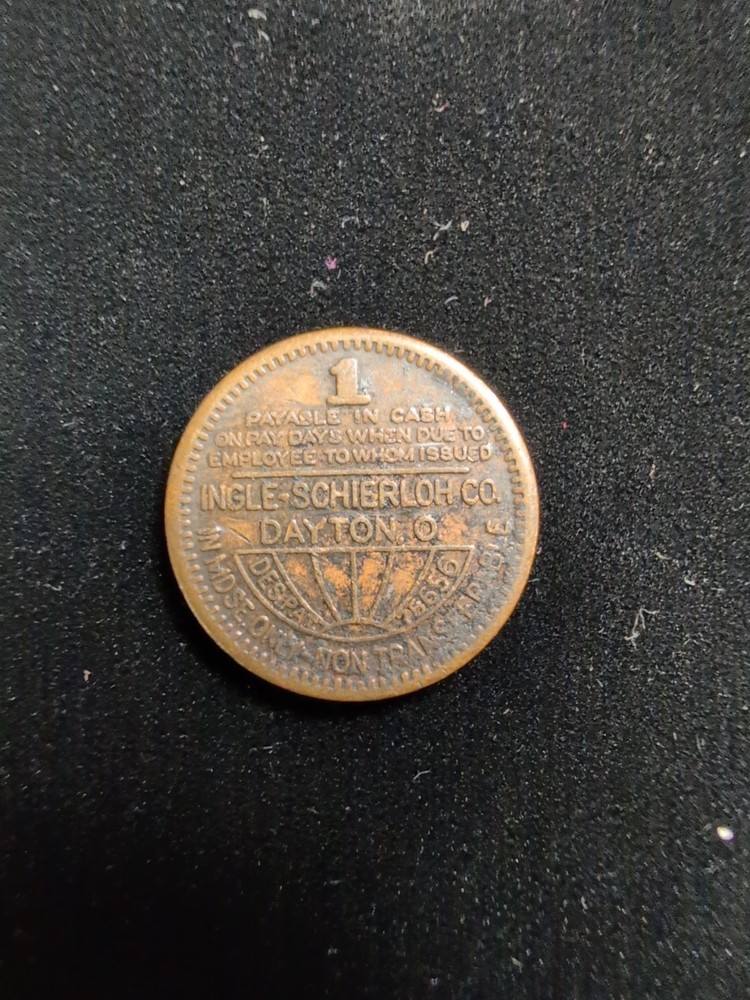 1
PAYABLE IN CASH
ON PAY DAYS WHEN DUE TO
EMPLOYEE TO WHOM ISSUED
INGLE-SCHIERLOH CO.
DAYTON, O.
IN MDSE. ONLY-NON TRANSFERABLE